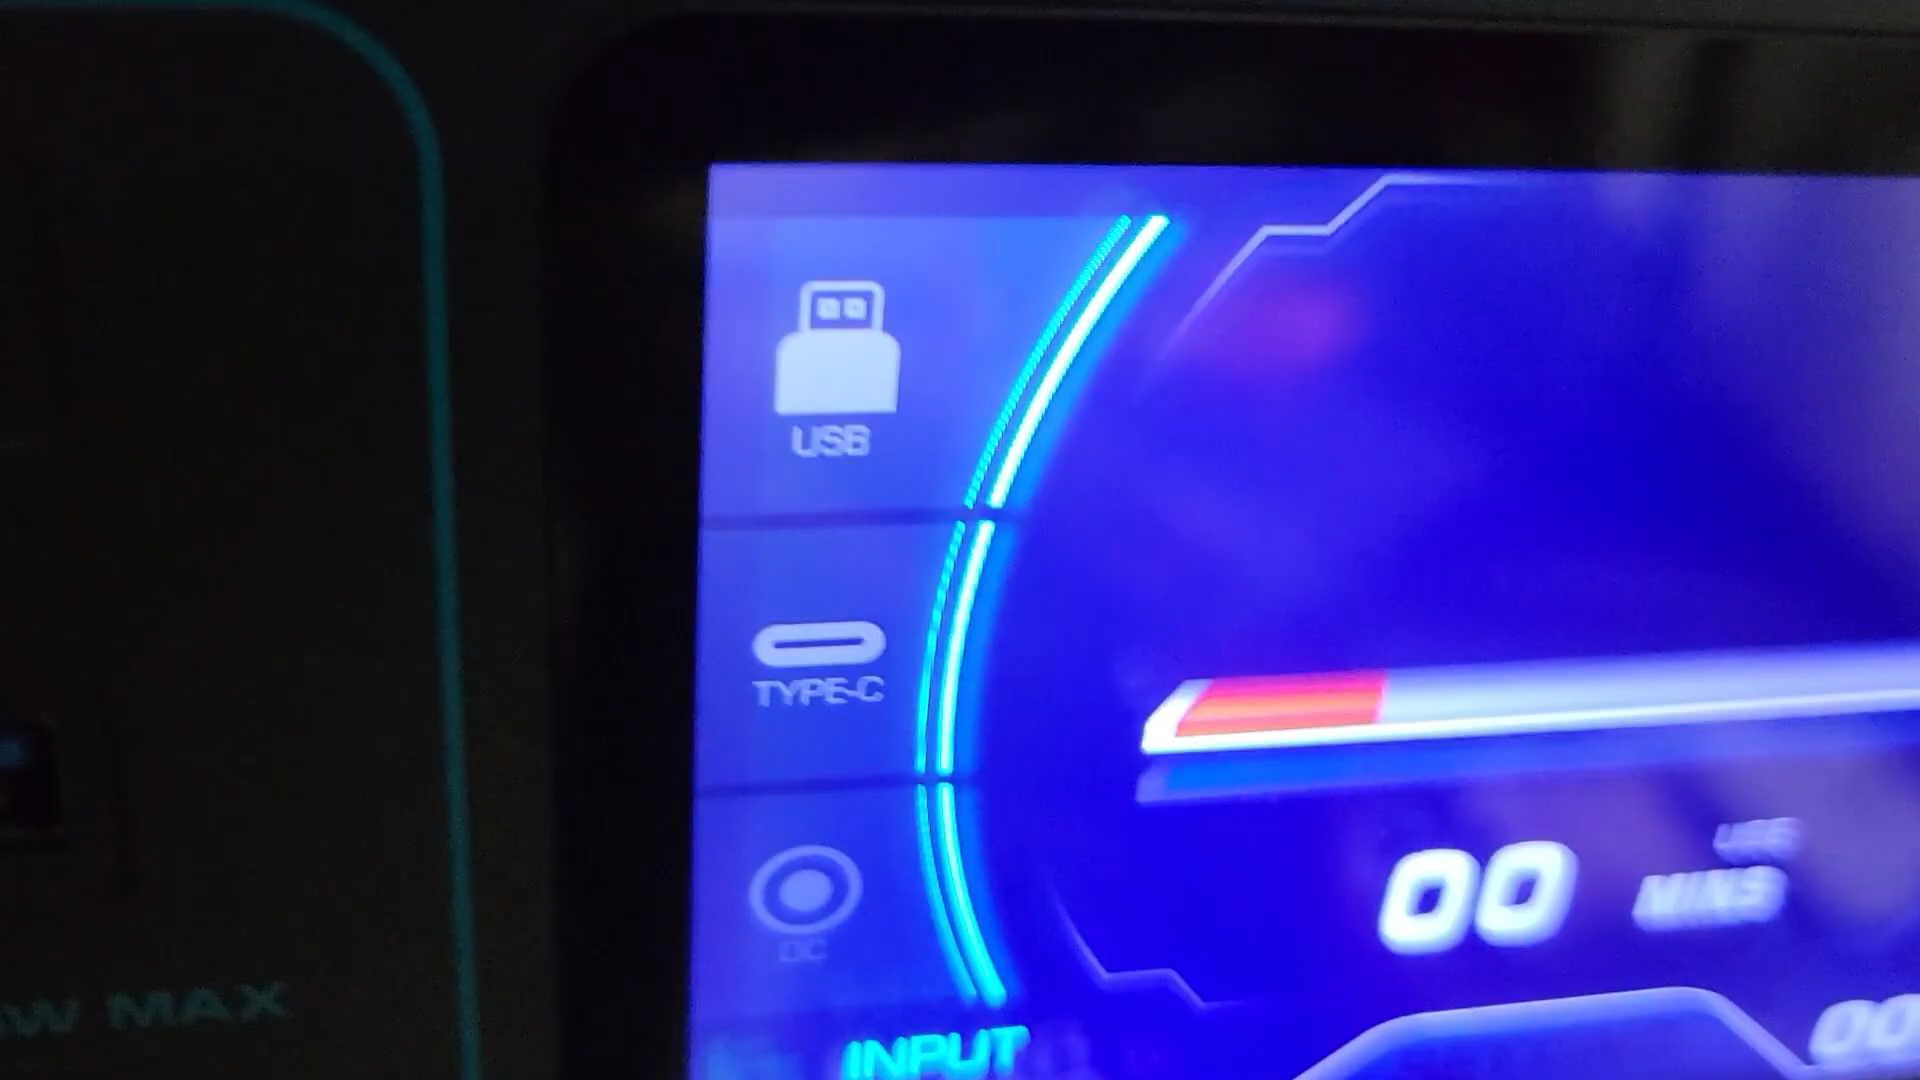 USB
TYPE-C
DC
00 MINS
W MAX
INPUT
00